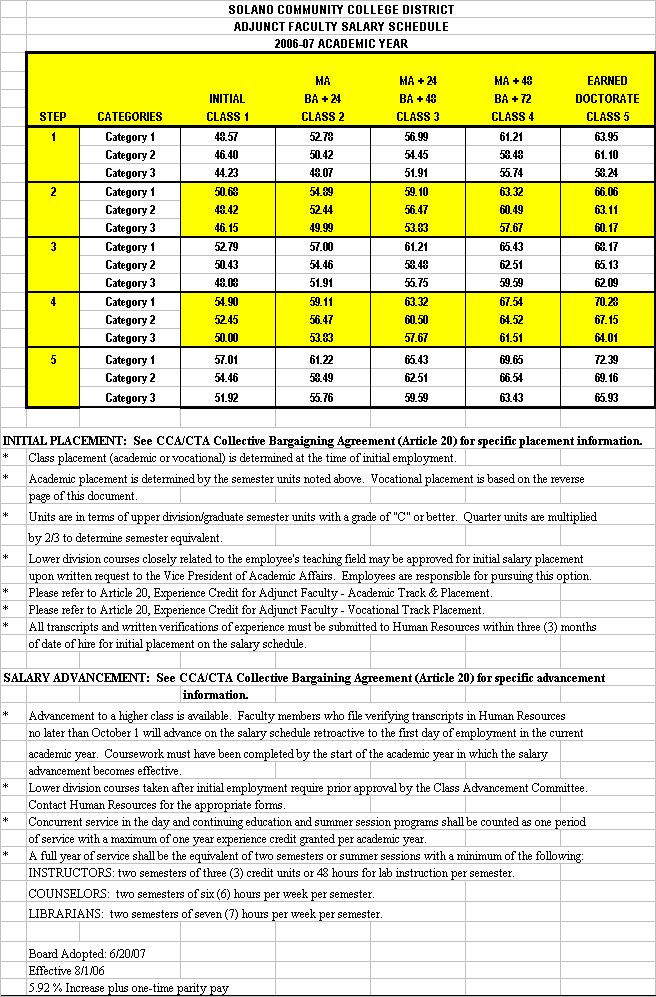 SOLANO COMMUNITY COLLEGE DISTRICT
ADJUNCT FACULTY SALARY SCHEDULE
2006-07 ACADEMIC YEAR
MA MA + 24 MA + 48 EARNED
INITIAL BA + 24 BA + 48 BA + 72 DOCTORATE
STEP CATEGORIES CLASS 1 CLASS 2 CLASS 3 CLASS 4 CLASS 5
1 Category 1 48.57 52.78 56.99 61.21 63.95
Category 2 46.40 50.42 54.45 58.48 61.10
Category 3 44.23 48.07 51.91 55.74 58.24
2 Category 1 50.68 54.89 59.10 63.32 66.06
Category 2 48.42 52.44 56.47 60.49 63.11
Category 3 46.15 49.99 53.83 57.67 60.17
3 Category 1 52.79 57.00 61.21 65.43 68.17
Category 2 50.43 54.46 58.48 62.51 65.13
Category 3 48.08 51.91 55.75 59.59 62.09
4 Category 1 54.90 59.11 63.32 67.54 70.28
Category 2 52.45 56.47 60.50 64.52 67.15
Category 3 50.00 53.83 57.67 61.51 64.01
5 Category 1 57.01 61.22 65.43 69.65 72.39
Category 2 54.46 58.49 62.51 66.54 69.16
Category 3 51.92 55.76 59.59 63.43 65.93
INITIAL PLACEMENT: See CCA/CTA Collective Bargaigning Agreement (Article 20) for specific placement information.
* Class placement (academic or vocational) is determined at the time of initial employment.
* Academic placement is determined by the semester units noted above. Vocational placement is based on the reverse
page of this document.
* Units are in terms of upper division/graduate semester units with a grade of "C" or better. Quarter units are multiplied
by 2/3 to determine semester equivalent.
* Lower division courses closely related to the employee's teaching field may be approved for initial salary placement
upon written request to the Vice President of Academic Affairs. Employees are responsible for pursuing this option.
* Please refer to Article 20, Experience Credit for Adjunct Faculty - Academic Track & Placement.
* Please refer to Article 20, Experience Credit for Adjunct Faculty - Vocational Track Placement.
* All transcripts and written verifications of experience must be submitted to Human Resources within three (3) months
of date of hire for initial placement on the salary schedule.
SALARY ADVANCEMENT: See CCA/CTA Collective Bargaining Agreement (Article 20) for specific advancement
information.
* Advancement to a higher class is available. Faculty members who file verifying transcripts in Human Resources
no later than October 1 will advance on the salary schedule retroactive to the first day of employment in the current
academic year. Coursework must have been completed by the start of the academic year in which the salary
advancement becomes effective.
* Lower division courses taken after initial employment require prior approval by the Class Advancement Committee.
Contact Human Resources for the appropriate forms.
* Concurrent service in the day and continuing education and summer session programs shall be counted as one period
of service with a maximum of one year experience credit granted per academic year.
* A full year of service shall be the equivalent of two semesters or summer sessions with a minimum of the following:
INSTRUCTORS: two semesters of three (3) credit units or 48 hours for lab instruction per semester.
COUNSELORS: two semesters of six (6) hours per week per semester.
LIBRARIANS: two semesters of seven (7) hours per week per semester.
Board Adopted: 6/20/07
Effective 8/1/06
5.92 % Increase plus one-time parity pay